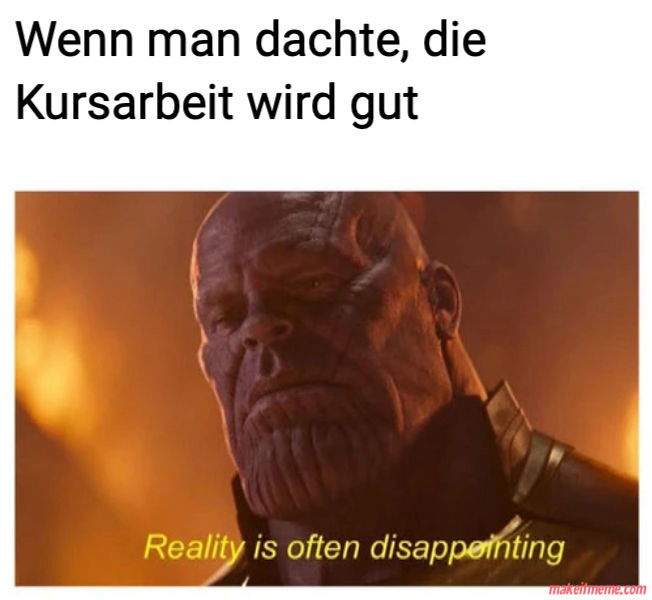 Wenn man dachte, die
Kursarbeit wird gut
Reality is often disappointing
makeitmeme.com